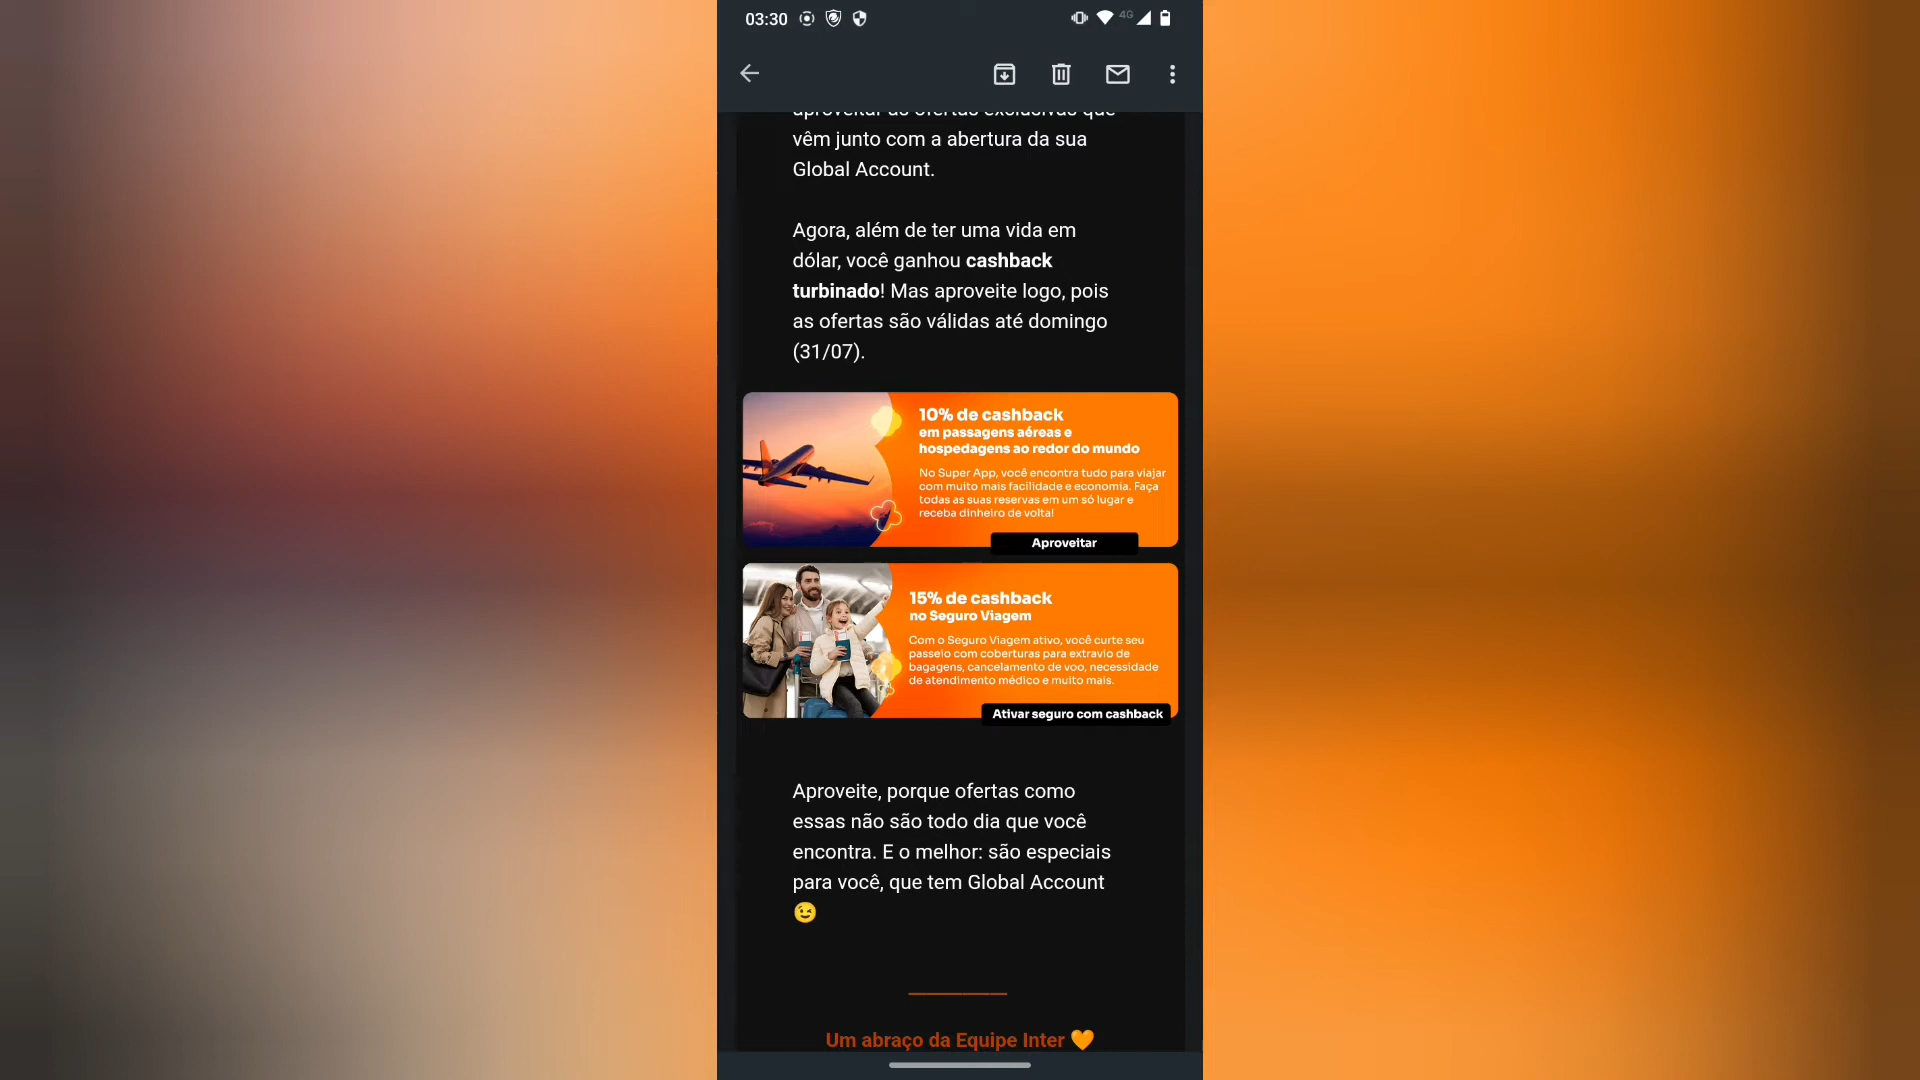 03:30
4G
aproveitar as ofertas exclusivas que
vêm junto com a abertura da sua
Global Account.
Agora, além de ter uma vida em
dólar, você ganhou cashback
turbinado! Mas aproveite logo, pois
as ofertas são válidas até domingo
(31/07).
10% de cashback
em passagens aéreas e
hospedagens ao redor do mundo
No Super App, você encontra tudo para viajar
com muito mais facilidade e economia. Faça
todas as suas reservas em um só lugar e
receba dinheiro de volta!
Aproveitar
15% de cashback
no Seguro Viagem
Com o Seguro Viagem ativo, você curte seu
passeio com coberturas para extravio de
bagagens, cancelamento de voo, necessidade
de atendimento médico e muito mais.
Ativar seguro com cashback
Aproveite, porque ofertas como
essas não são todo dia que você
encontra. E o melhor: são especiais
para você, que tem Global Account
😉
Um abraço da Equipe Inter 🧡